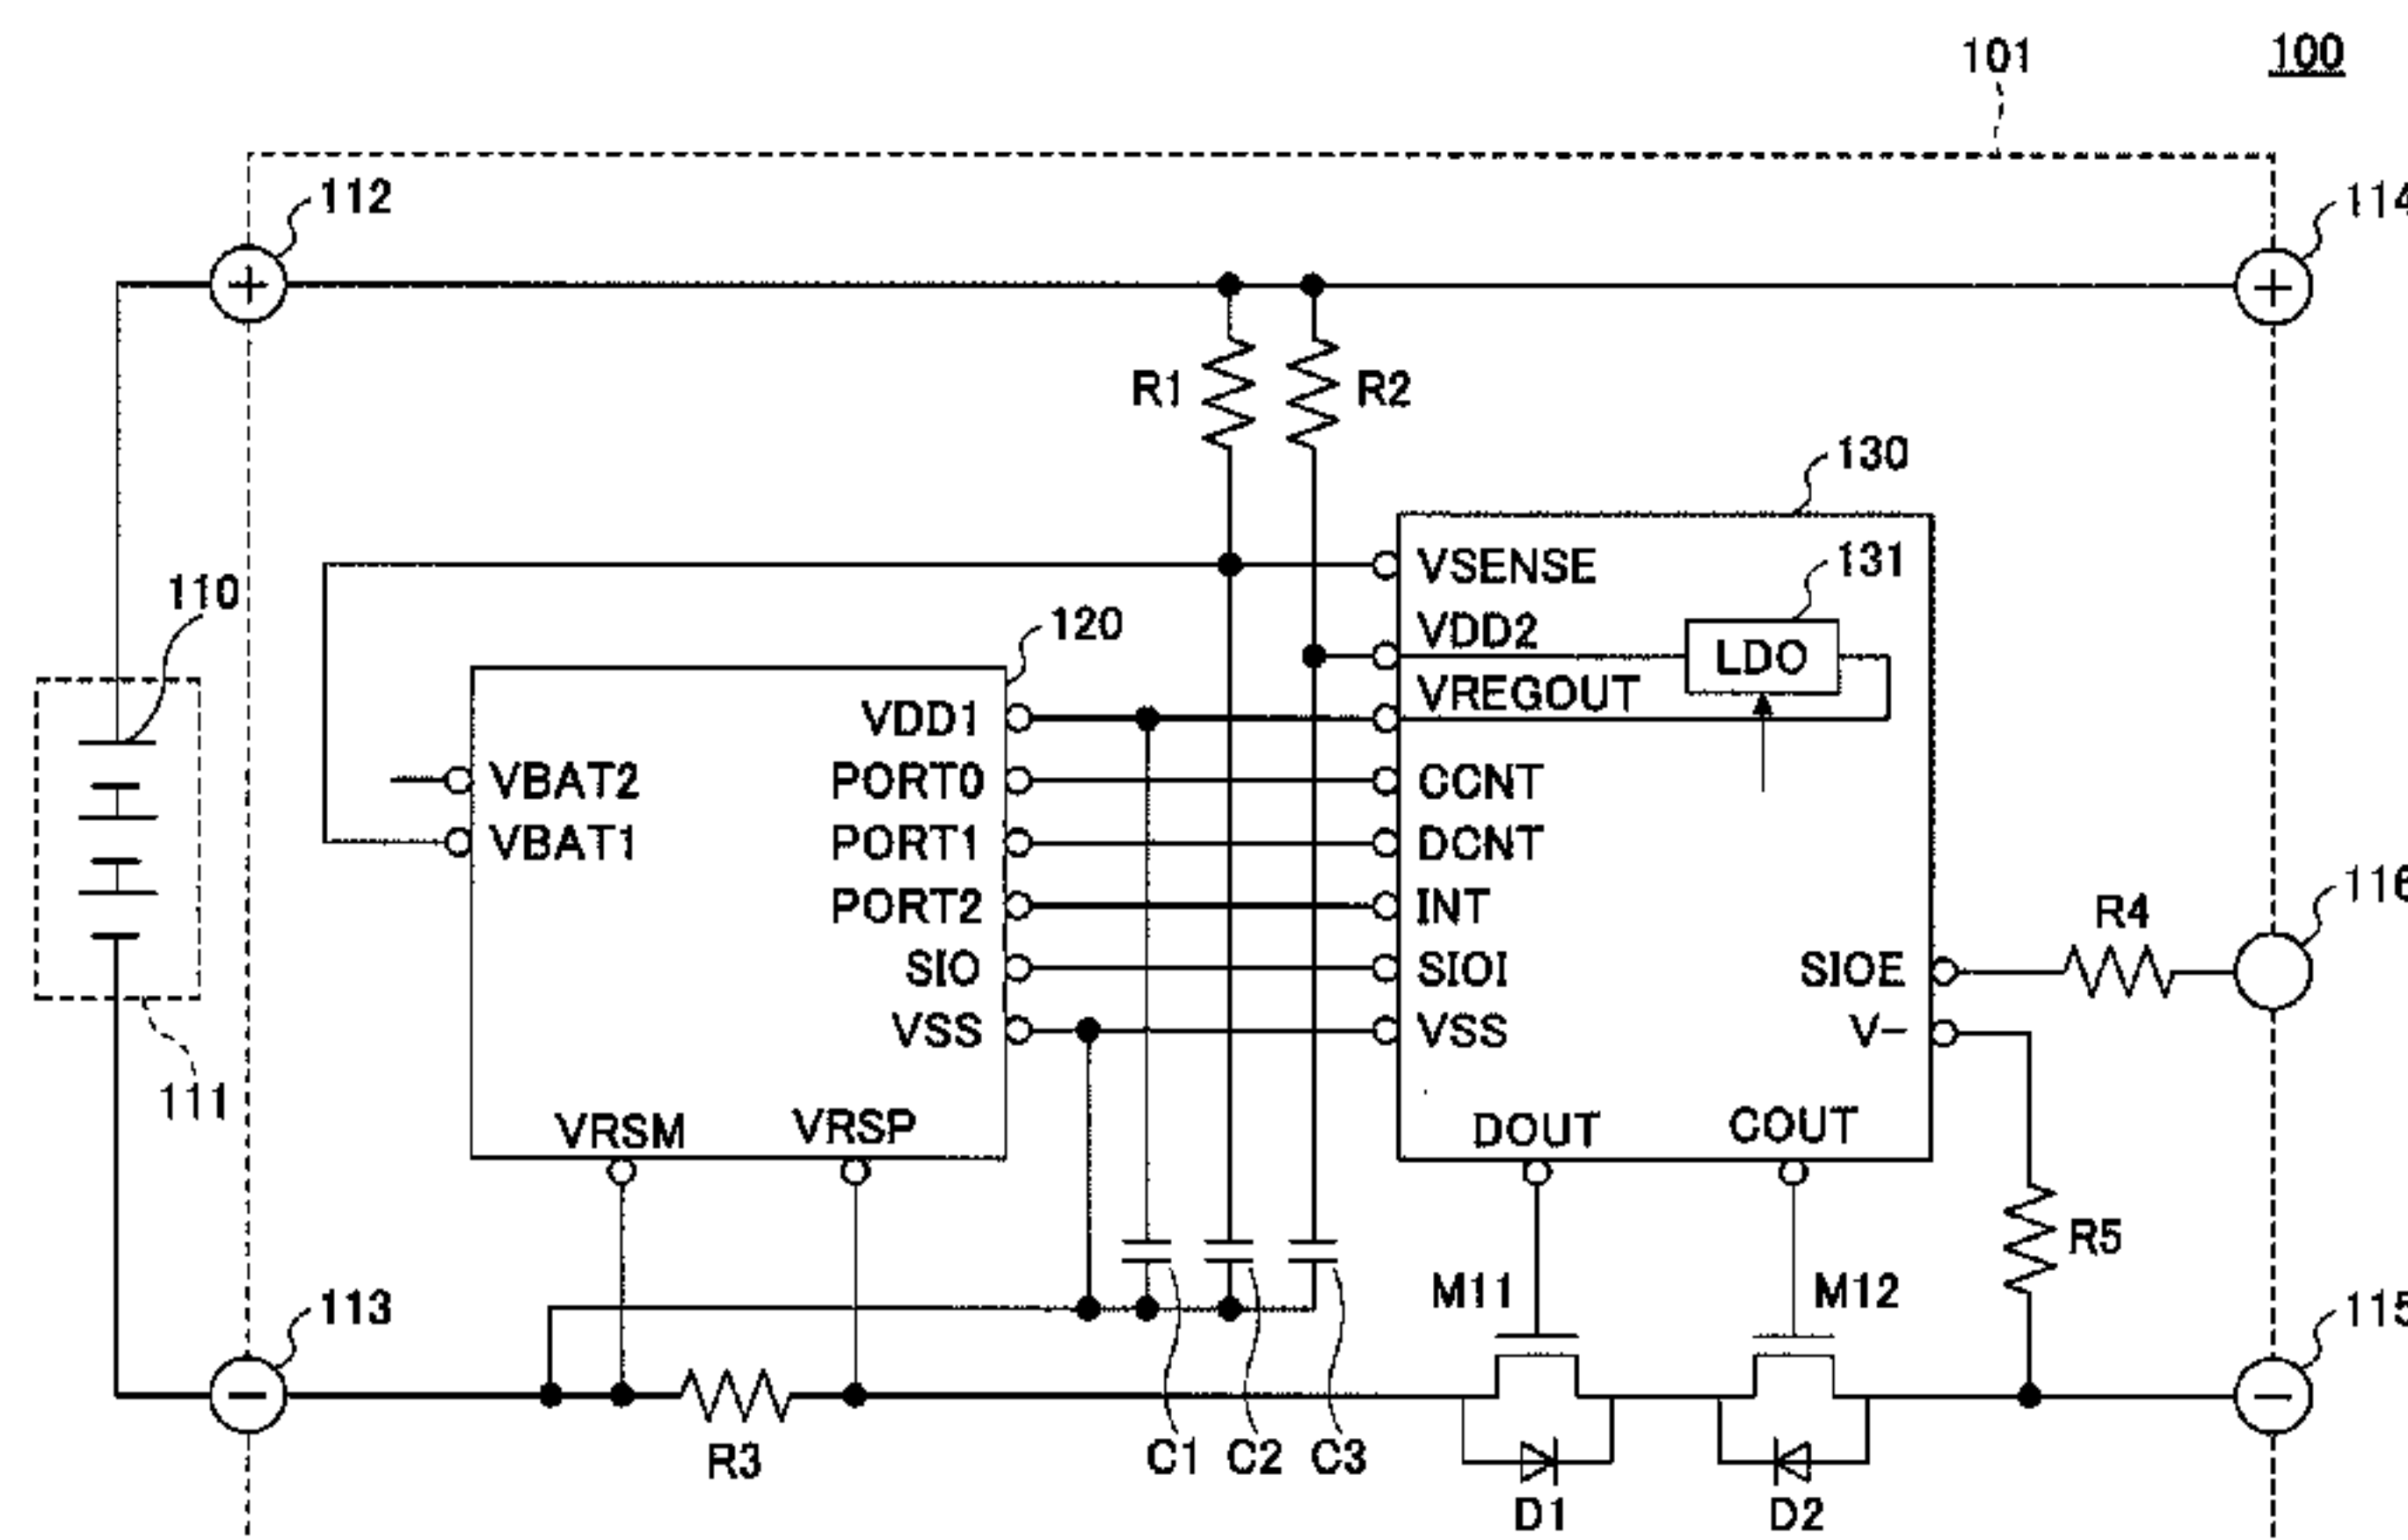 101
100
112
114
R1
R2
130
VSENSE
131
110
120
VDD2
LDO
VREGOUT
VDD1
VBAT2
PORT0
CCNT
VBAT1
PORT1
DCNT
PORT2
INT
116
R4
SIO
SIOI
SIOE
VSS
VSS
V-
111
VRSM
VRSP
DOUT
COUT
R5
M11
M12
113
115
R3
C1
C2
C3
D1
D2